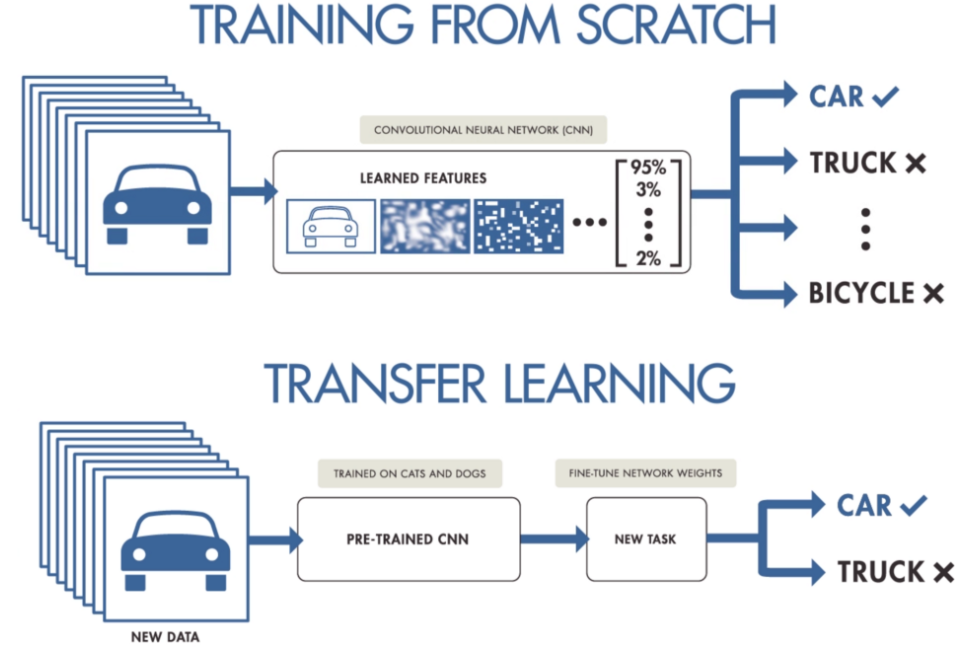 TRAINING FROM SCRATCH
CONVOLUTIONAL NEURAL NETWORK (CNN)
LEARNED FEATURES
95%
3%
2%
CAR ✓
TRUCK ✕
BICYCLE ✕
TRANSFER LEARNING
TRAINED ON CATS AND DOGS
FINE-TUNE NETWORK WEIGHTS
PRE-TRAINED CNN
NEW TASK
CAR ✓
TRUCK ✕
NEW DATA